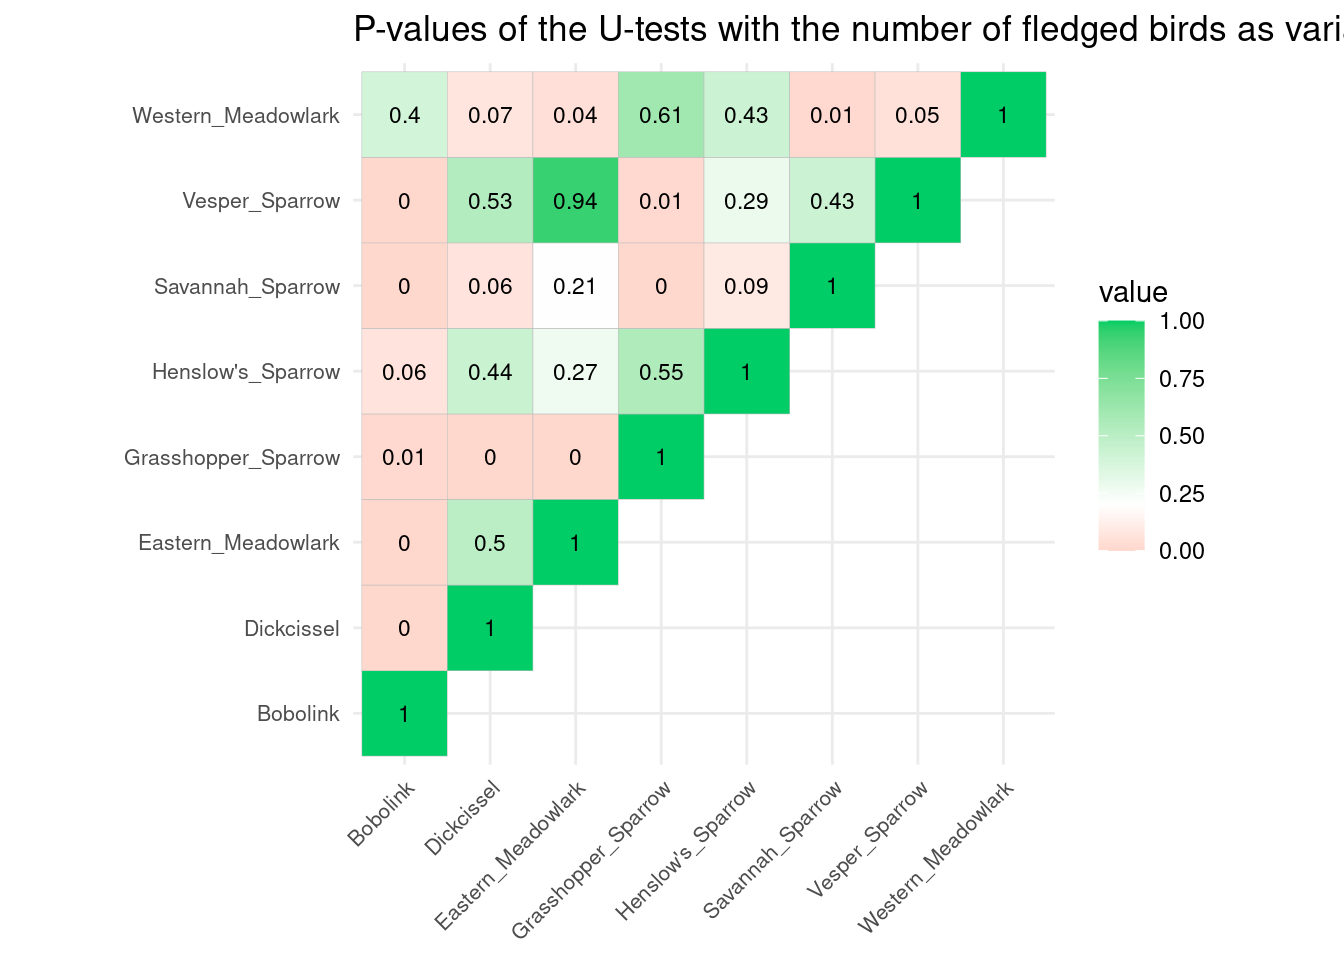 P-values of the U-tests with the number of fledged birds as vari
Western_Meadowlark 0.4 0.07 0.04 0.61 0.43 0.01 0.05 1
Vesper_Sparrow 0 0.53 0.94 0.01 0.29 0.43 1
Savannah_Sparrow 0 0.06 0.21 0 0.09 1
Henslow's_Sparrow 0.06 0.44 0.27 0.55 1
Grasshopper_Sparrow 0.01 0 0 1
Eastern_Meadowlark 0 0.5 1
Dickcissel 0 1
Bobolink 1
Bobolink
Dickcissel
Eastern_Meadowlark
Grasshopper_Sparrow
Henslow's_Sparrow
Savannah_Sparrow
Vesper_Sparrow
Western_Meadowlark
value
1.00
0.75
0.50
0.25
0.00